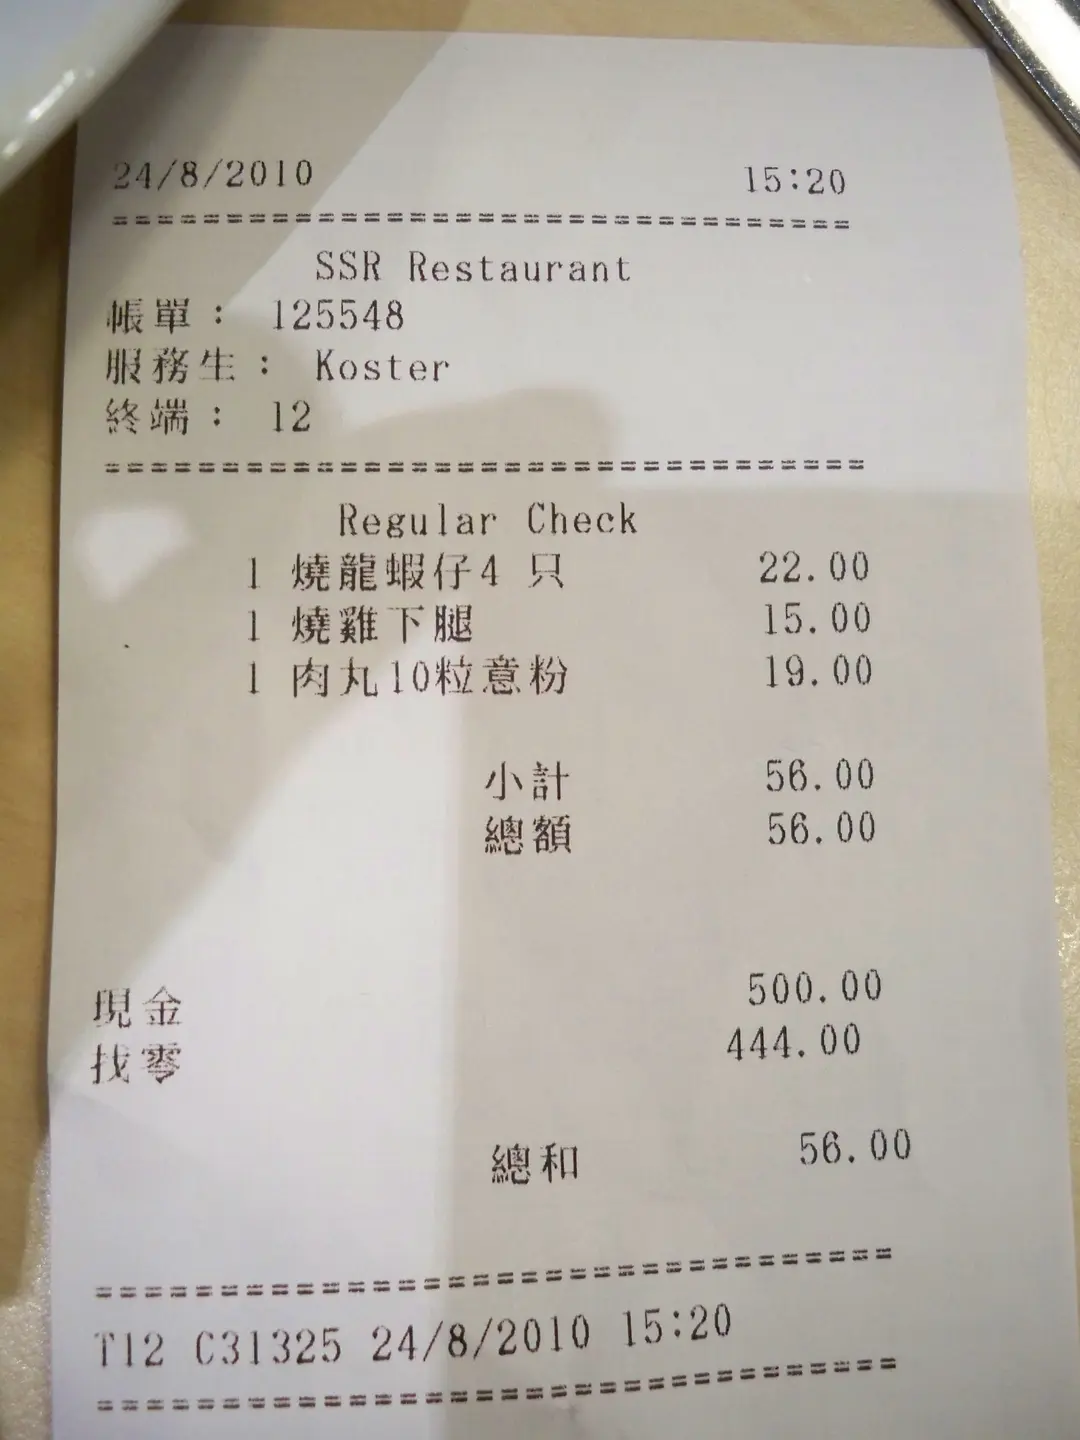 24/8/2010 15:20
================================
SSR Restaurant
帳單： 125548
服務生： Koster
終端： 12
================================
Regular Check
1 燒龍蝦仔4 只 22.00
1 燒雞下腿 15.00
1 肉丸10粒意粉 19.00
小計 56.00
總額 56.00
現金 500.00
找零 444.00
總和 56.00
================================
T12 C31325 24/8/2010 15:20
================================